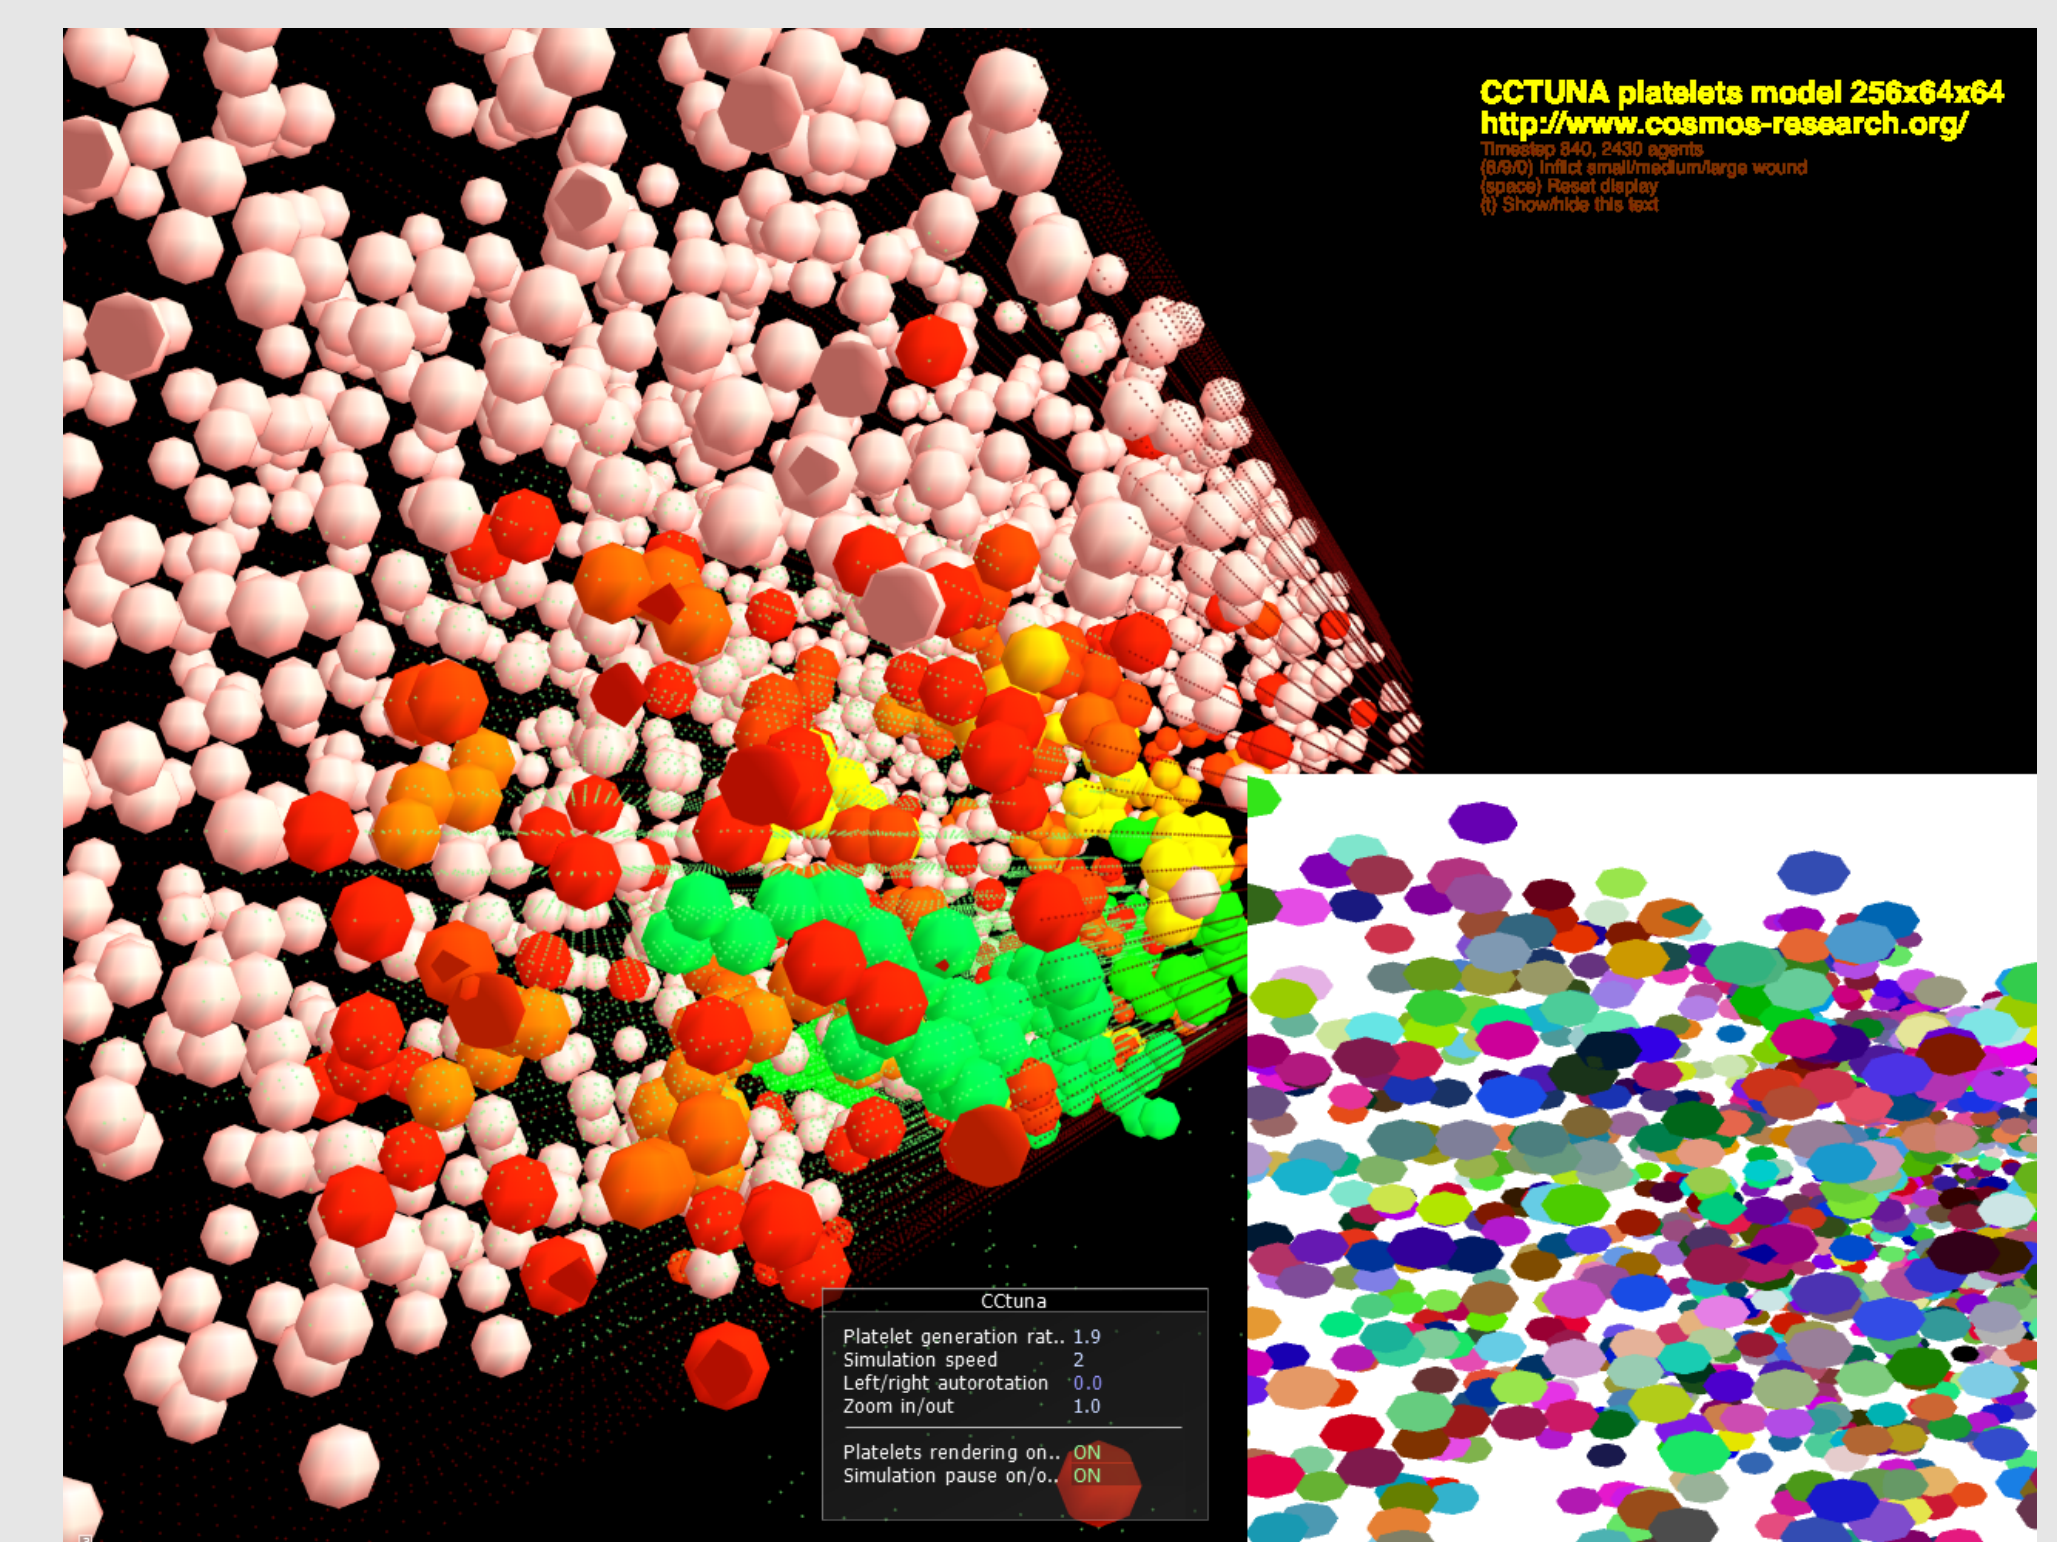 CCTUNA platelets model 256x64x64
http://www.cosmos-research.org/
Timestep 840, 2430 agents
(8/9/0) Inflict small/medium/large wound
(space) Reset display
(t) Show/hide this text
CCtuna
Platelet generation rat.. 1.9
Simulation speed 2
Left/right autorotation 0.0
Zoom in/out 1.0
Platelets rendering on.. ON
Simulation pause on/o.. ON